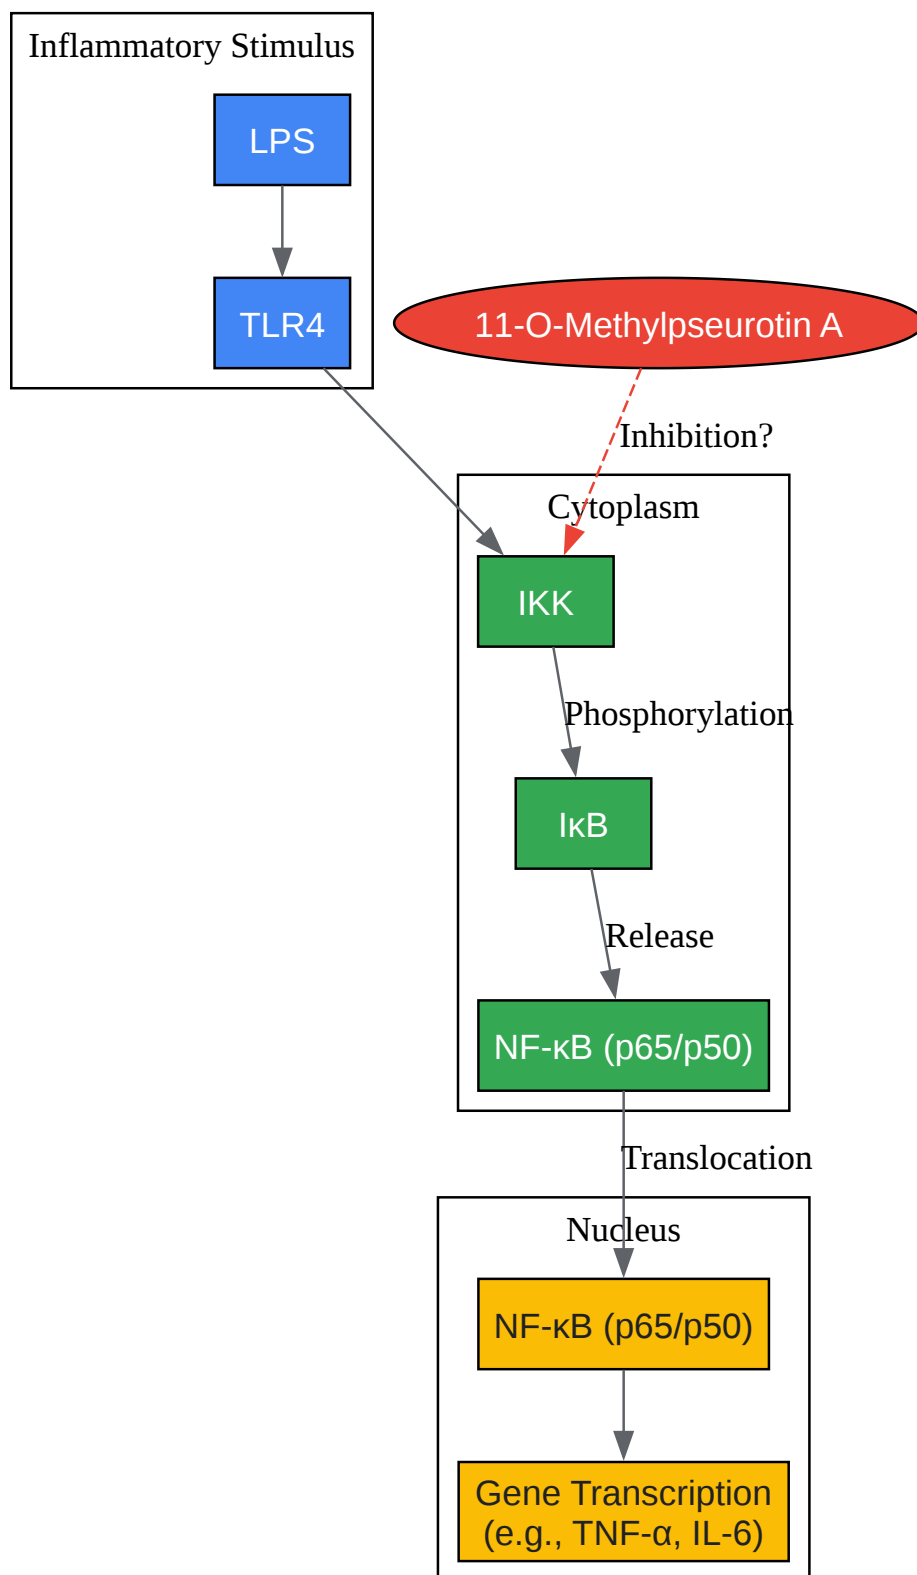 Inflammatory Stimulus
LPS
TLR4
11-O-Methylpseurotin A
Inhibition?
Cytoplasm
IKK
Phosphorylation
IκB
Release
NF-κB (p65/p50)
Translocation
Nucleus
NF-κB (p65/p50)
Gene Transcription
(e.g., TNF-α, IL-6)